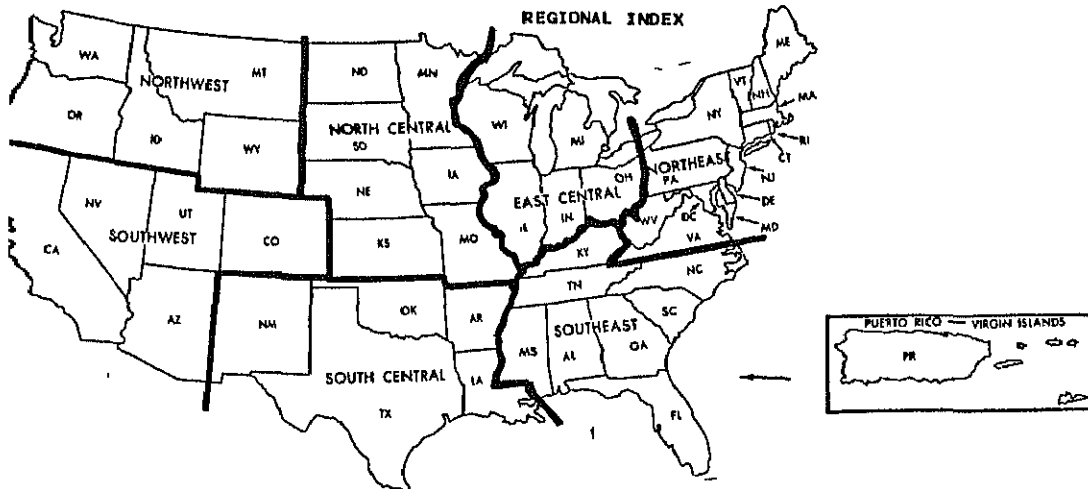 REGIONAL INDEX
ME
WA
MT
ND
MN
VT
NH
MA
NORTHWEST
OR
ID
WY
NORTH CENTRAL
SD
WI
MI
NY
RI
CT
IA
NE
OH
NORTHEAST
PA
NJ
EAST CENTRAL
NV
UT
IL
IN
WV
DC
DE
SOUTHWEST
CO
KS
MO
KY
VA
MD
CA
TN
NC
AZ
NM
OK
AR
SOUTHEAST
SC
MS
AL
GA
SOUTH CENTRAL
LA
TX
FL
PUERTO RICO — VIRGIN ISLANDS
PR
1